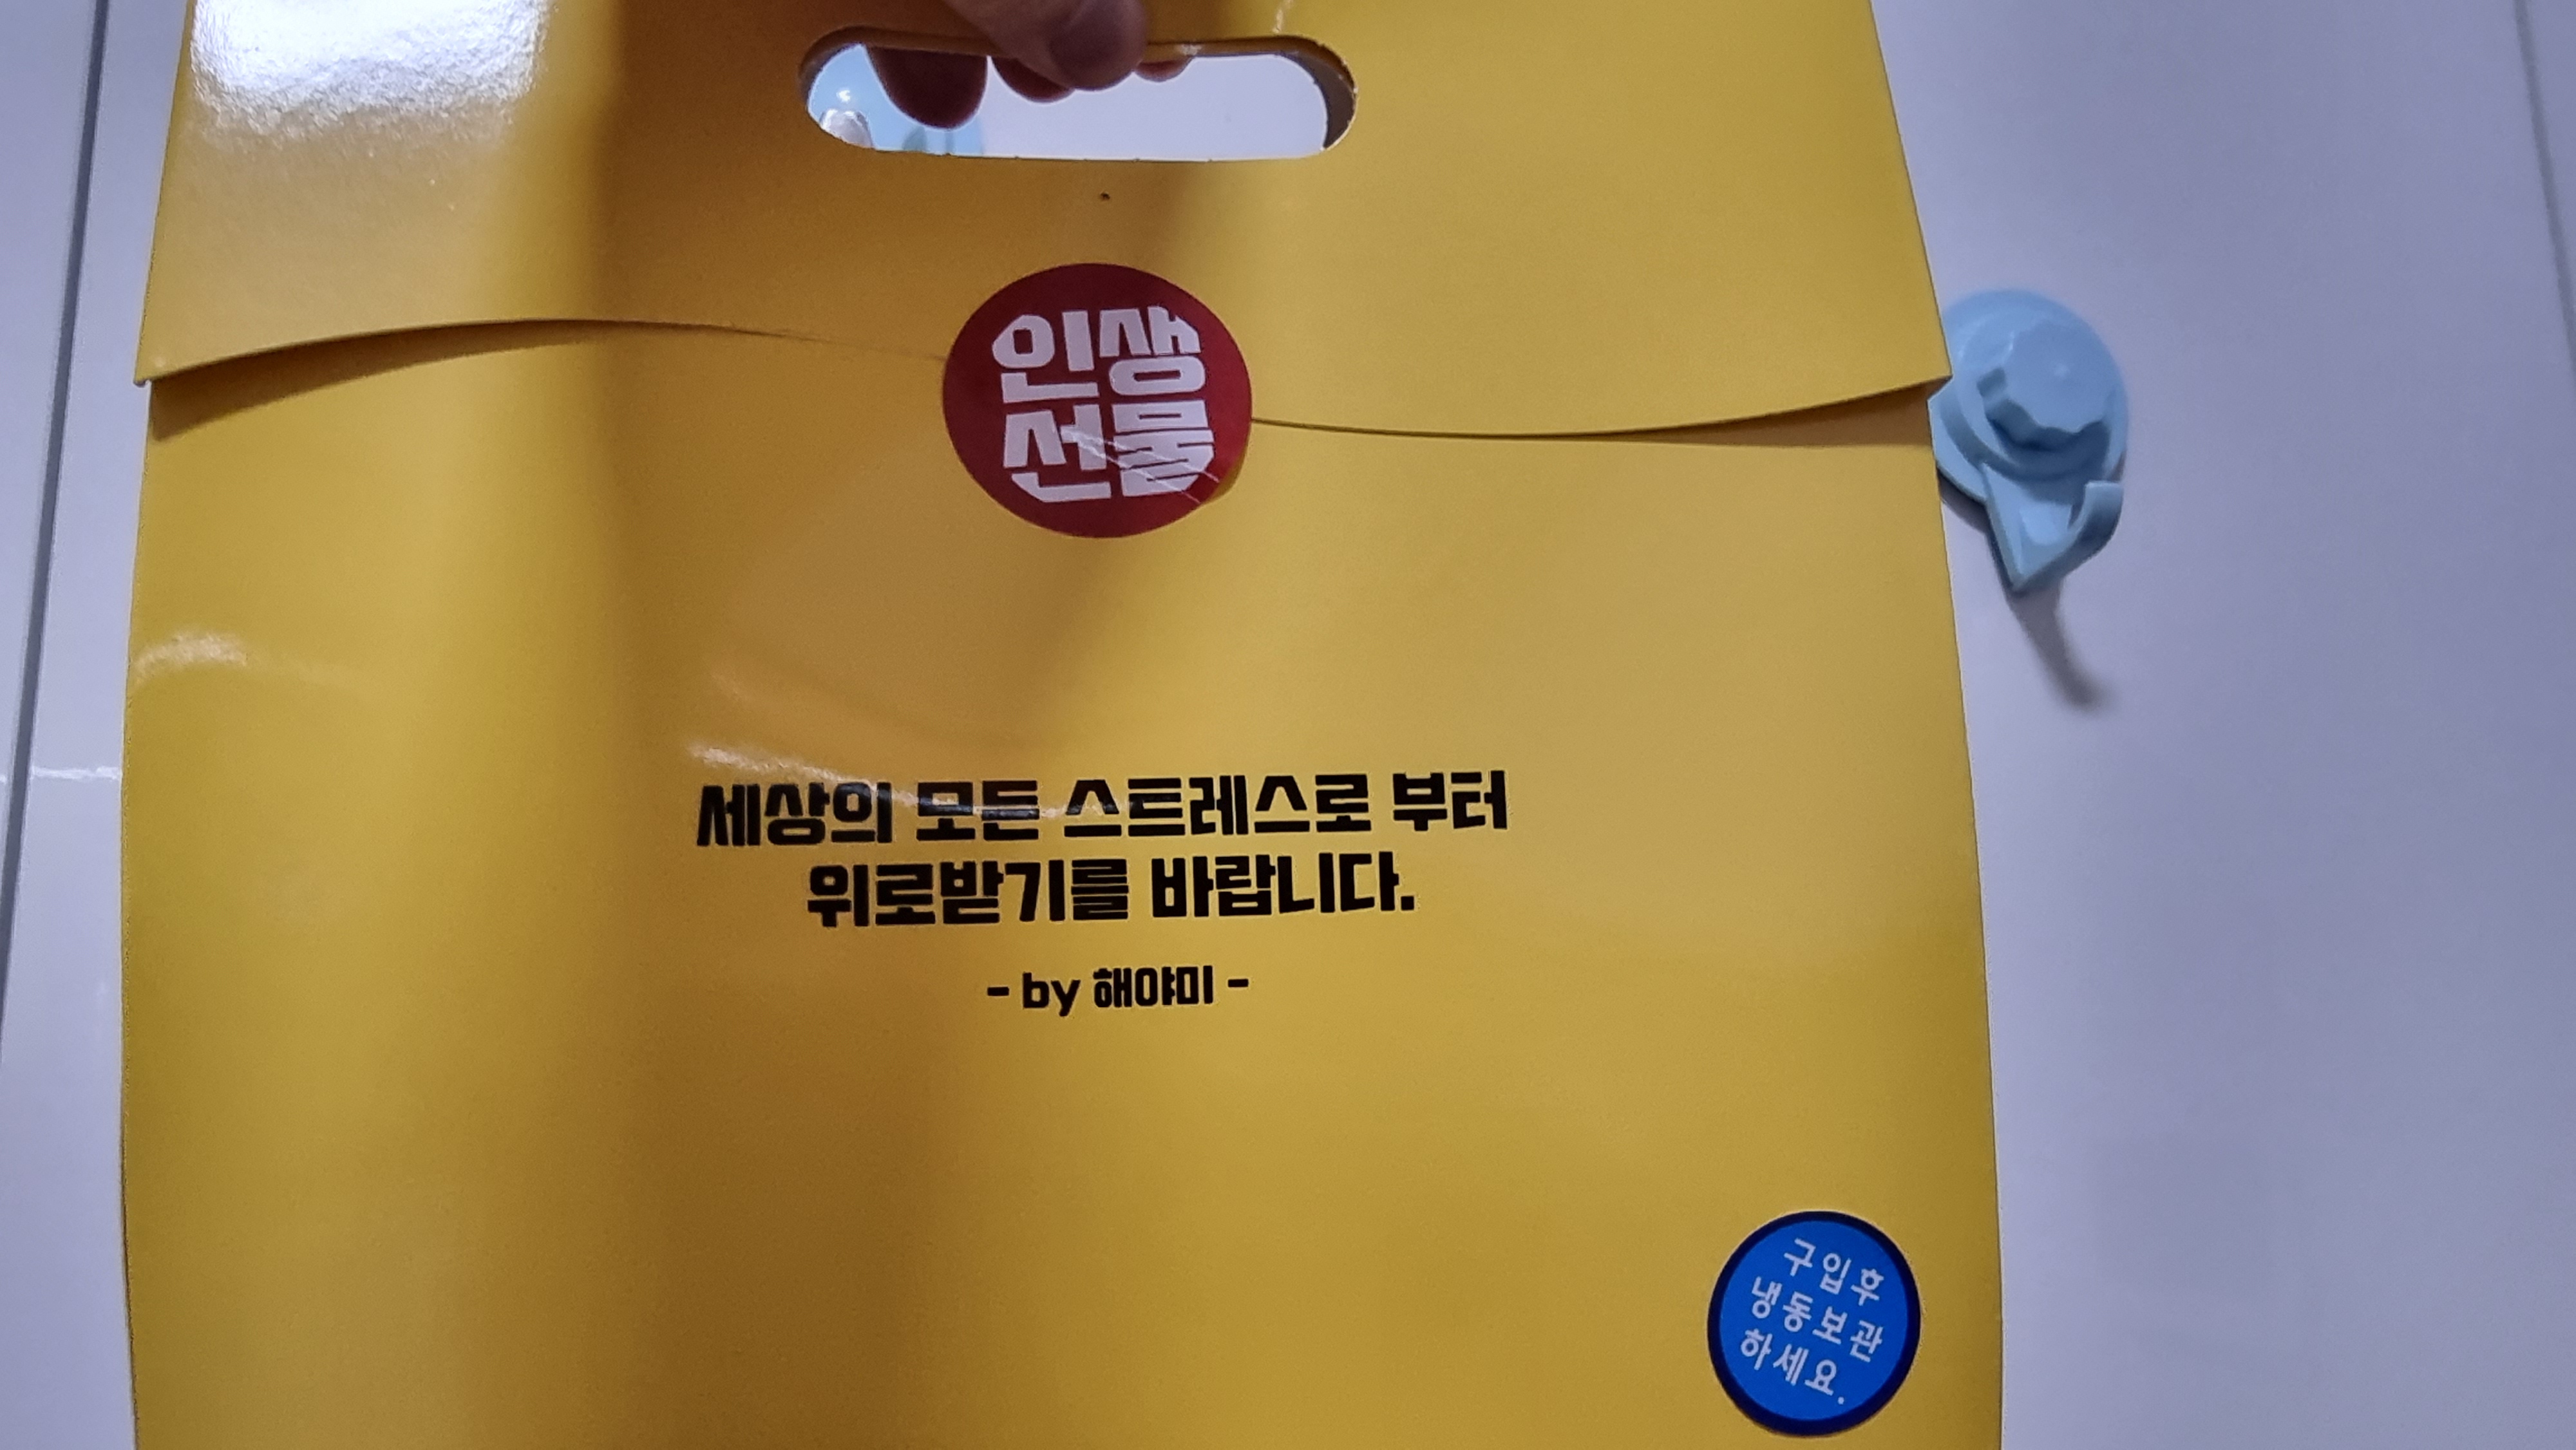 인생
선물
세상의 모든 스트레스로 부터
위로받기를 바랍니다.
- by 해야미 -
구입후
냉동보관
하세요.